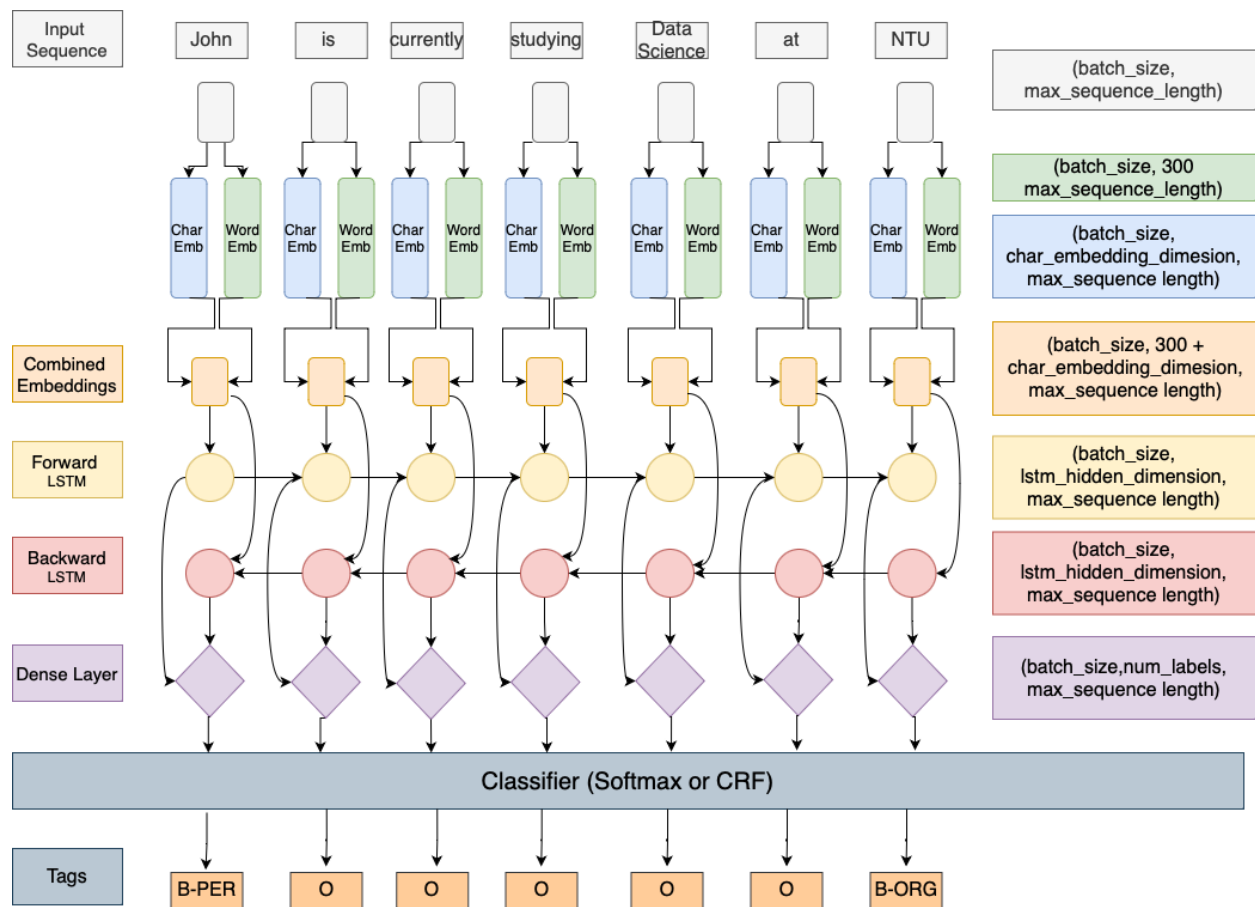 Input
Sequence
John
is
currently
studying
Data
Science
at
NTU
(batch_size,
max_sequence_length)
(batch_size, 300
max_sequence_length)
Char
Emb
Word
Emb
Char
Emb
Word
Emb
Char
Emb
Word
Emb
Char
Emb
Word
Emb
Char
Emb
Word
Emb
Char
Emb
Word
Emb
Char
Emb
Word
Emb
(batch_size,
char_embedding_dimesion,
max_sequence length)
Combined
Embeddings
(batch_size, 300 +
char_embedding_dimesion,
max_sequence length)
Forward
LSTM
(batch_size,
lstm_hidden_dimension,
max_sequence length)
Backward
LSTM
(batch_size,
lstm_hidden_dimension,
max_sequence length)
Dense Layer
(batch_size,num_labels,
max_sequence length)
Classifier (Softmax or CRF)
Tags
B-PER
O
O
O
O
O
B-ORG